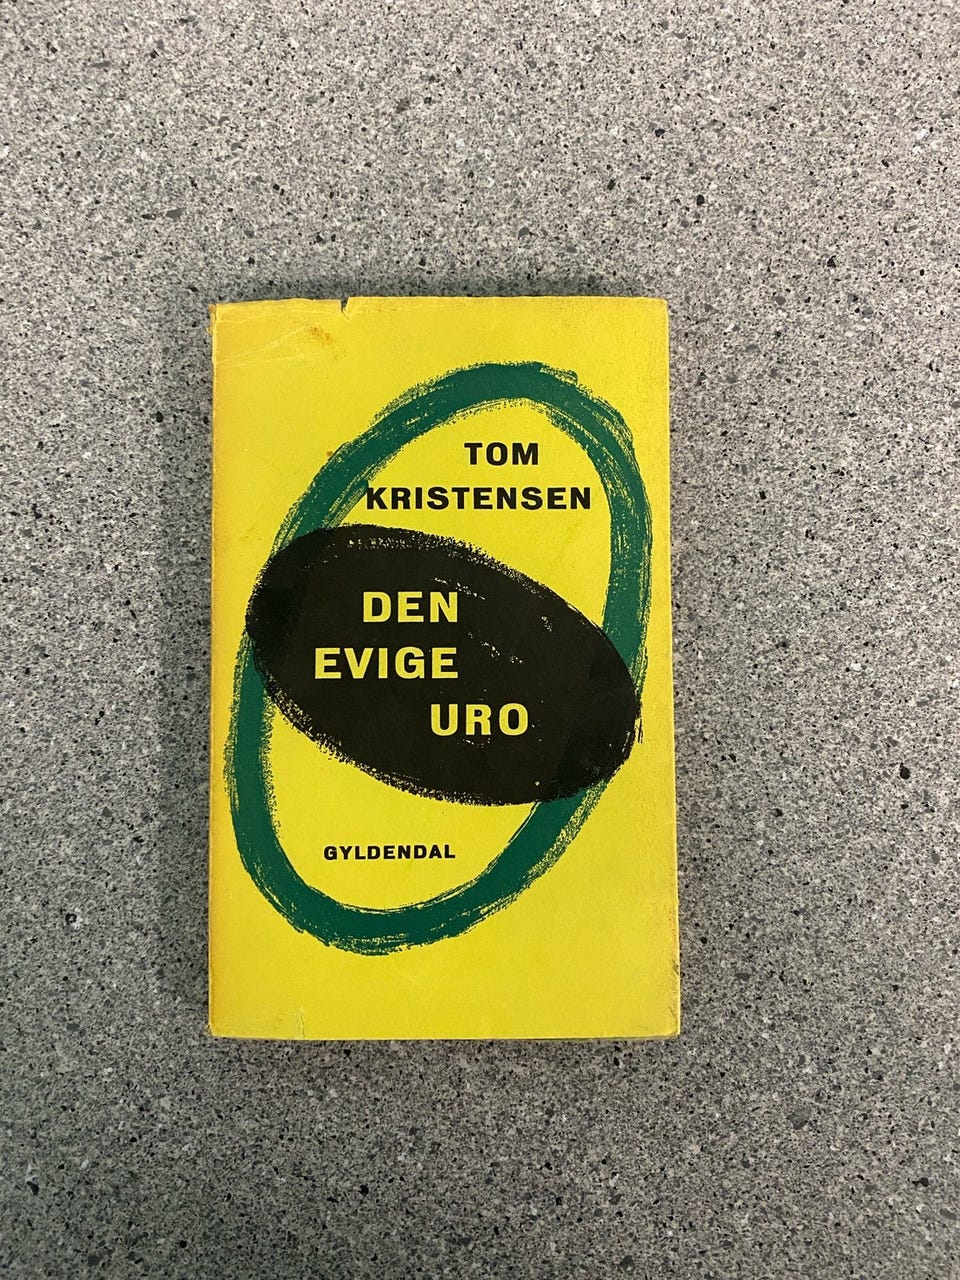 TOM
KRISTENSEN
DEN
EVIGE
URO
GYLDENDAL